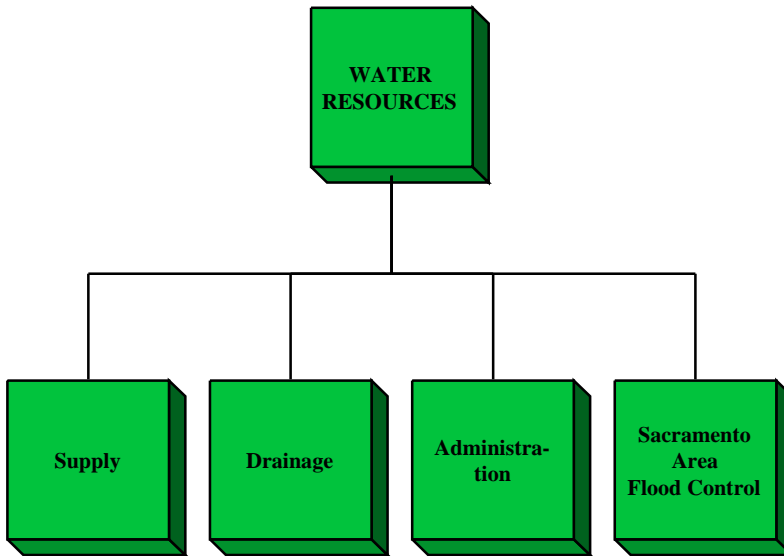 WATER
RESOURCES
Supply
Drainage
Administra-
tion
Sacramento
Area
Flood Control